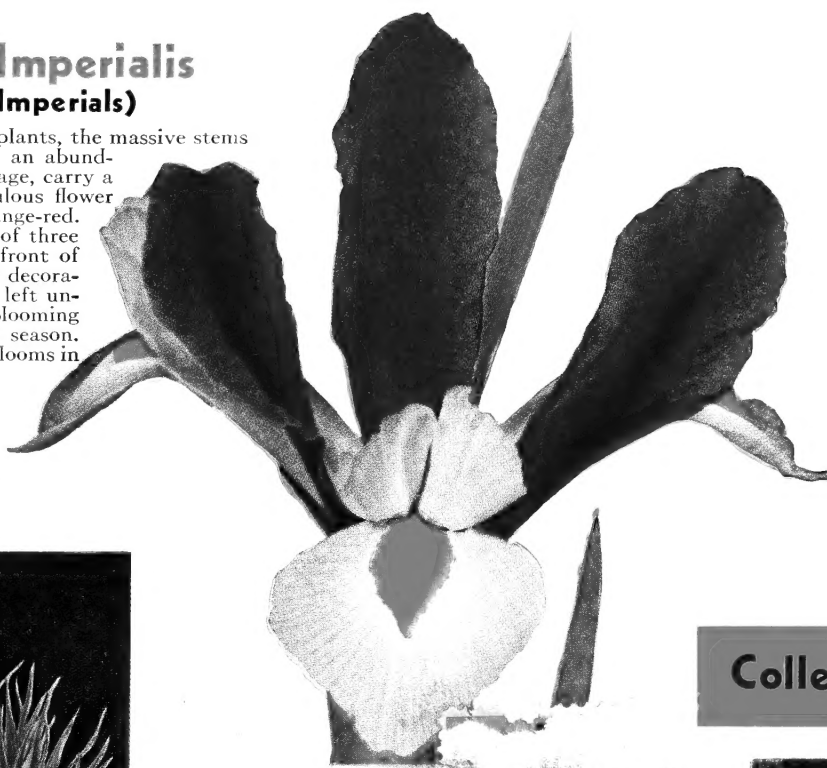 Imperialis
Imperials)
plants, the massive stems
an abund-
age, carry a
ulous flower
nge-red.
of three
front of
decora-
left un-
looming
season.
looms in
Colle